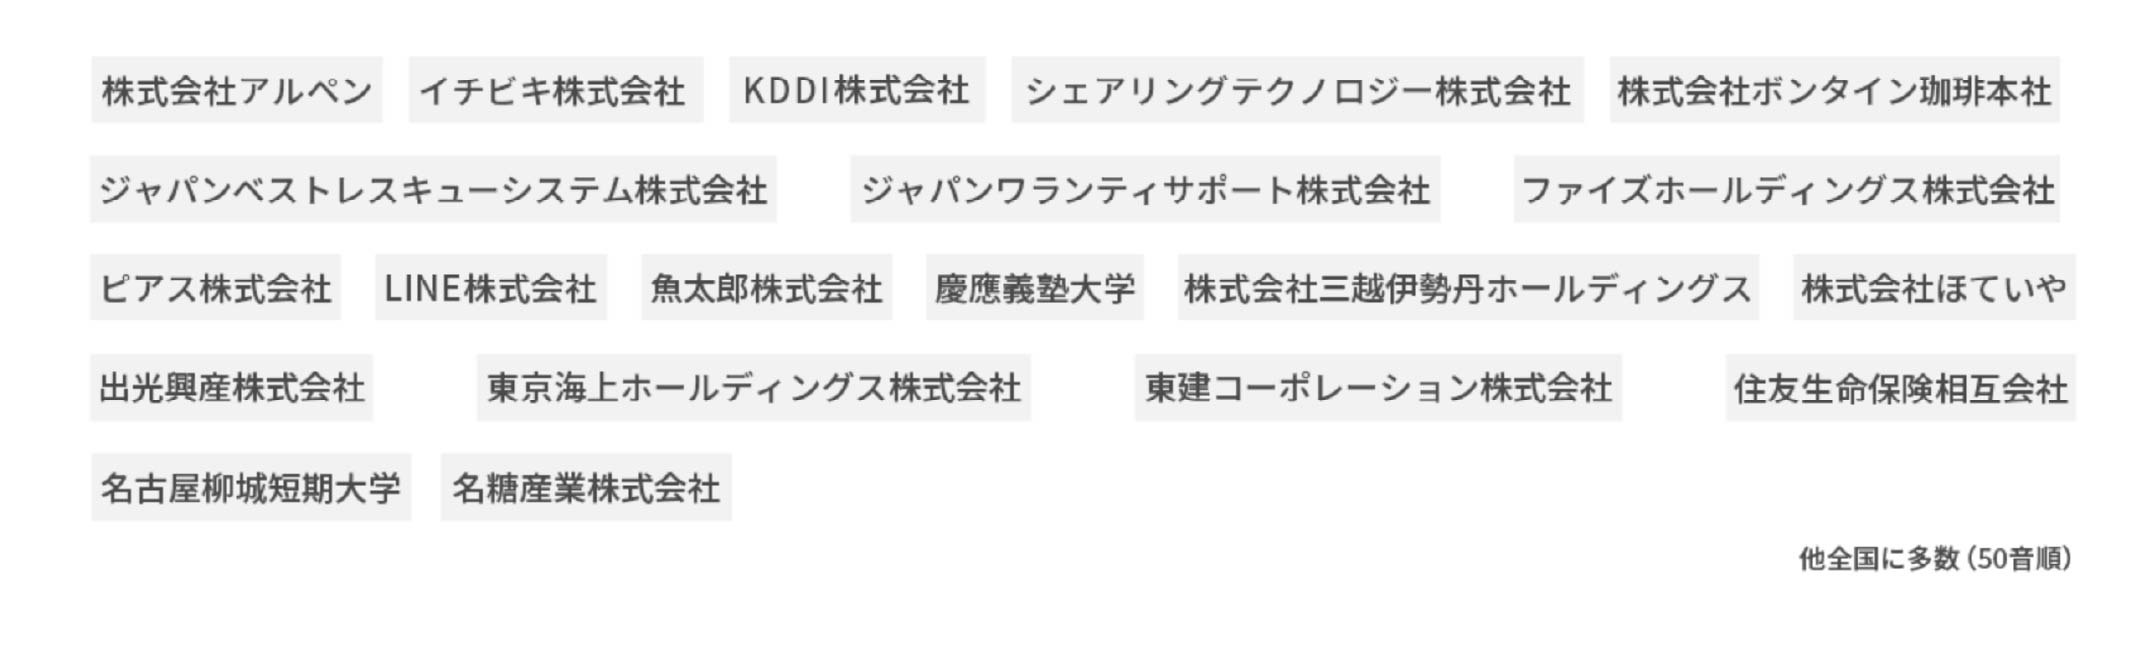 株式会社アルペン イチビキ株式会社 KDDI株式会社 シェアリングテクノロジー株式会社 株式会社ボンタイン珈琲本社
ジャパンベストレスキューシステム株式会社 ジャパンワランティサポート株式会社 ファイズホールディングス株式会社
ピアス株式会社 LINE株式会社 魚太郎株式会社 慶應義塾大学 株式会社三越伊勢丹ホールディングス 株式会社ほていや
出光興産株式会社 東京海上ホールディングス株式会社 東建コーポレーション株式会社 住友生命保険相互会社
名古屋柳城短期大学 名糖産業株式会社
他全国に多数（50音順）